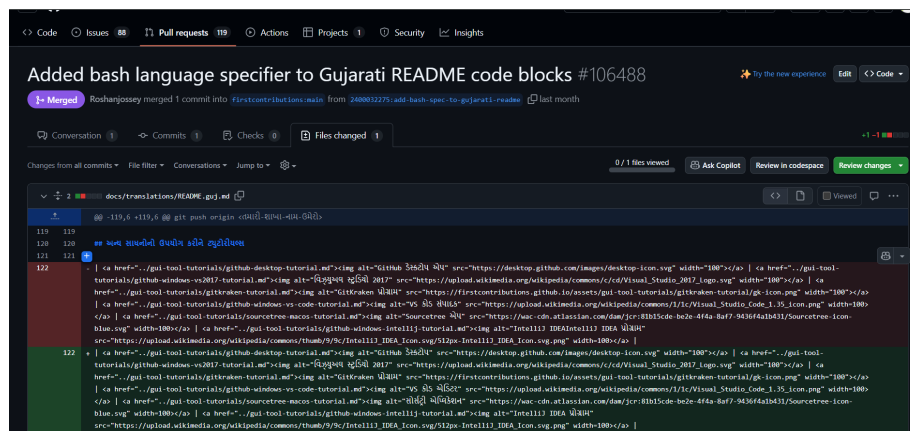 Code Issues 88 Pull requests 119 Actions Projects 1 Security Insights
Added bash language specifier to Gujarati README code blocks #106488
Try the new experience Edit Code
Merged Roshanjossey merged 1 commit into firstcontributions:main from 2400032275:add-bash-spec-to-gujarati-readme last month
Conversation 1 Commits 1 Checks 0 Files changed 1 +1 −1
Changes from all commits File filter Conversations Jump to 0 / 1 files viewed Ask Copilot Review in codespace Review changes
2 docs/translations/README.guj.md <> Viewed
@@ -119,6 +119,6 @@ git push origin <તમારી-શાખા-નામ-ઉમેરો>
119 119
120 120 ## અન્ય સાધનોનો ઉપયોગ કરીને ટ્યુટોરીયલ્સ
121 121
122 - | <a href="../gui-tool-tutorials/github-desktop-tutorial.md"><img alt="GitHub ડેસ્કટોપ એપ" src="https://desktop.github.com/images/desktop-icon.svg" width="100"></a> | <a href="../gui-tool-
tutorials/github-windows-vs2017-tutorial.md"><img alt="વિઝ્યુઅલ સ્ટુડિયો 2017" src="https://upload.wikimedia.org/wikipedia/commons/c/cd/Visual_Studio_2017_Logo.svg" width="100"></a> | <a
href="../gui-tool-tutorials/gitkraken-tutorial.md"><img alt="GitKraken પ્રોગ્રામ" src="https://firstcontributions.github.io/assets/gui-tool-tutorials/gitkraken-tutorial/gk-icon.png" width="100"></a>
| <a href="../gui-tool-tutorials/github-windows-vs-code-tutorial.md"><img alt="VS કોડ સંપાદક" src="https://upload.wikimedia.org/wikipedia/commons/1/1c/Visual_Studio_Code_1.35_icon.png" width=100>
</a> | <a href="../gui-tool-tutorials/sourcetree-macos-tutorial.md"><img alt="Sourcetree એપ" src="https://wac-cdn.atlassian.com/dam/jcr:81b15cde-be2e-4f4a-8af7-9436f4a1b431/Sourcetree-icon-
blue.svg" width=100></a> | <a href="../gui-tool-tutorials/github-windows-intellij-tutorial.md"><img alt="IntelliJ IDEAIntelliJ IDEA પ્રોગ્રામ"
src="https://upload.wikimedia.org/wikipedia/commons/thumb/9/9c/IntelliJ_IDEA_Icon.svg/512px-IntelliJ_IDEA_Icon.svg.png" width=100></a> |
122 + | <a href="../gui-tool-tutorials/github-desktop-tutorial.md"><img alt="GitHub ડેસ્કટોપ" src="https://desktop.github.com/images/desktop-icon.svg" width="100"></a> | <a href="../gui-tool-
tutorials/github-windows-vs2017-tutorial.md"><img alt="વિઝ્યુઅલ સ્ટુડિયો 2017" src="https://upload.wikimedia.org/wikipedia/commons/c/cd/Visual_Studio_2017_Logo.svg" width="100"></a> | <a
href="../gui-tool-tutorials/gitkraken-tutorial.md"><img alt="GitKraken પ્રોગ્રામ" src="https://firstcontributions.github.io/assets/gui-tool-tutorials/gitkraken-tutorial/gk-icon.png" width="100"></a>
| <a href="../gui-tool-tutorials/github-windows-vs-code-tutorial.md"><img alt="VS કોડ એડિટર" src="https://upload.wikimedia.org/wikipedia/commons/1/1c/Visual_Studio_Code_1.35_icon.png" width=100>
</a> | <a href="../gui-tool-tutorials/sourcetree-macos-tutorial.md"><img alt="સોર્સટ્રી એપ્લિકેશન" src="https://wac-cdn.atlassian.com/dam/jcr:81b15cde-be2e-4f4a-8af7-9436f4a1b431/Sourcetree-icon-
blue.svg" width=100></a> | <a href="../gui-tool-tutorials/github-windows-intellij-tutorial.md"><img alt="IntelliJ IDEA પ્રોગ્રામ"
src="https://upload.wikimedia.org/wikipedia/commons/thumb/9/9c/IntelliJ_IDEA_Icon.svg/512px-IntelliJ_IDEA_Icon.svg.png" width=100></a> |